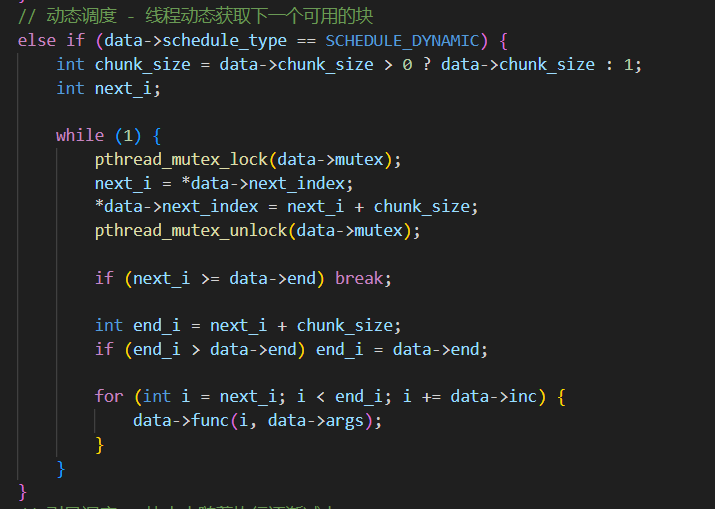 // 动态调度 - 线程动态获取下一个可用的块
else if (data->schedule_type == SCHEDULE_DYNAMIC) {
    int chunk_size = data->chunk_size > 0 ? data->chunk_size : 1;
    int next_i;

    while (1) {
        pthread_mutex_lock(data->mutex);
        next_i = *data->next_index;
        *data->next_index = next_i + chunk_size;
        pthread_mutex_unlock(data->mutex);

        if (next_i >= data->end) break;

        int end_i = next_i + chunk_size;
        if (end_i > data->end) end_i = data->end;

        for (int i = next_i; i < end_i; i += data->inc) {
            data->func(i, data->args);
        }
    }
}